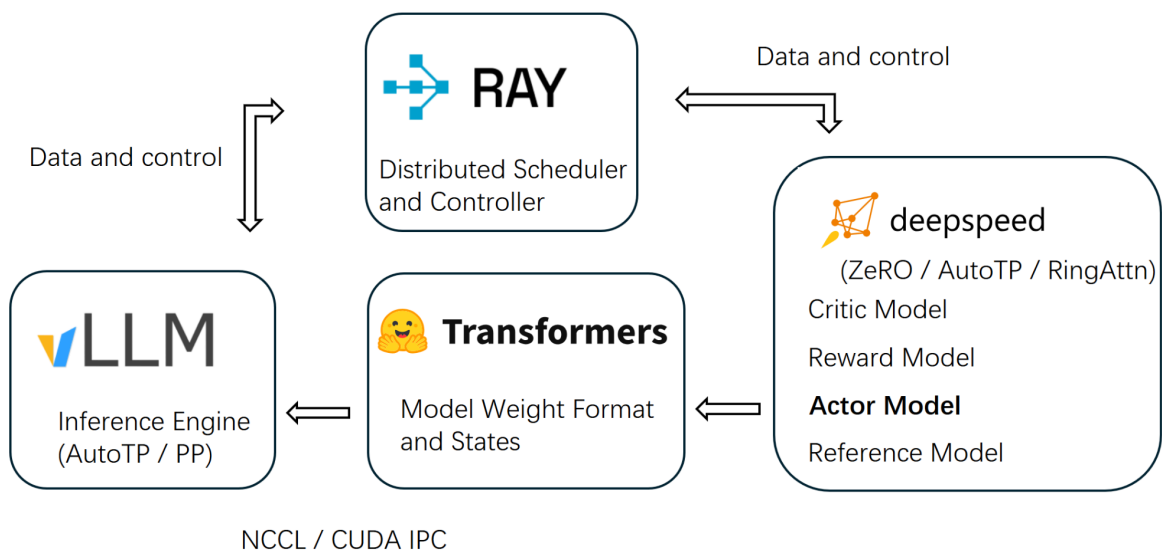 RAY
Distributed Scheduler
and Controller
Data and control
Data and control
deepspeed
(ZeRO / AutoTP / RingAttn)
Critic Model
Reward Model
Actor Model
Reference Model
vLLM
Inference Engine
(AutoTP / PP)
Transformers
Model Weight Format
and States
NCCL / CUDA IPC